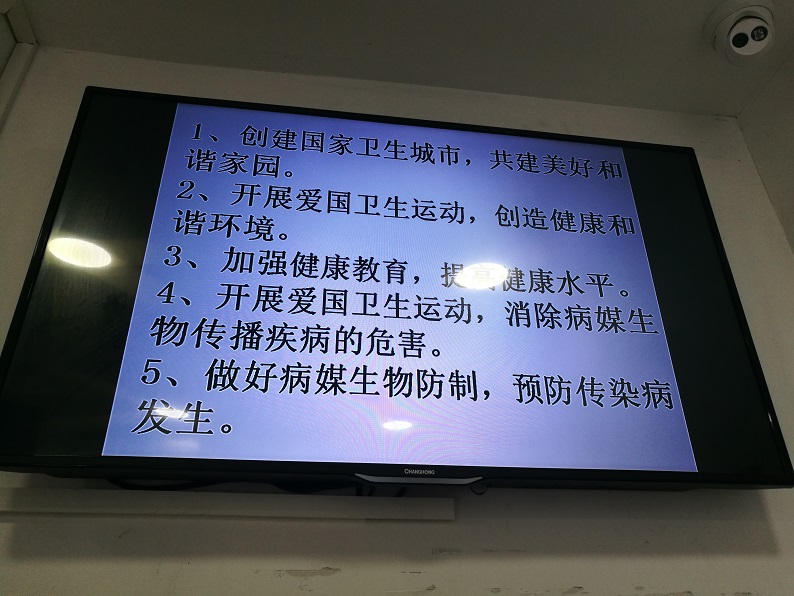 1、创建国家卫生城市，共建美好和
谐家园。
2、开展爱国卫生运动，创造健康和
谐环境。
3、加强健康教育，提高健康水平。
4、开展爱国卫生运动，消除病媒生
物传播疾病的危害。
5、做好病媒生物防制，预防传染病
发生。
CHANGHONG